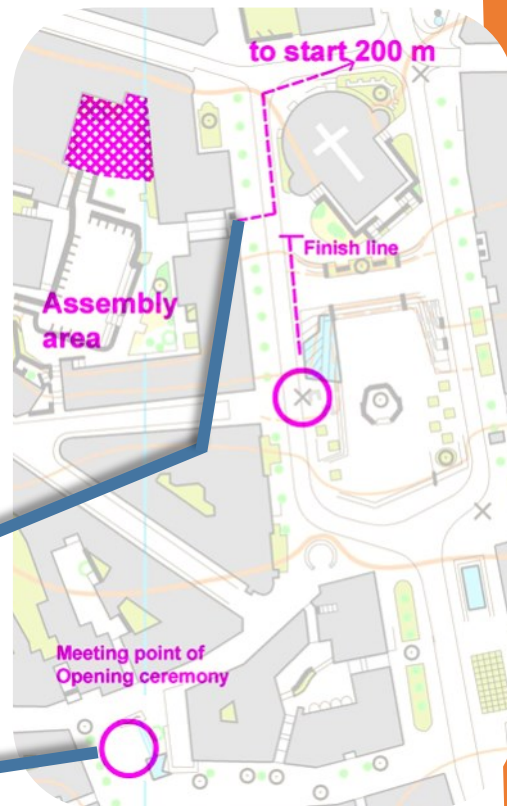 to start 200 m
Finish line
Assembly
area
Meeting point of
Opening ceremony